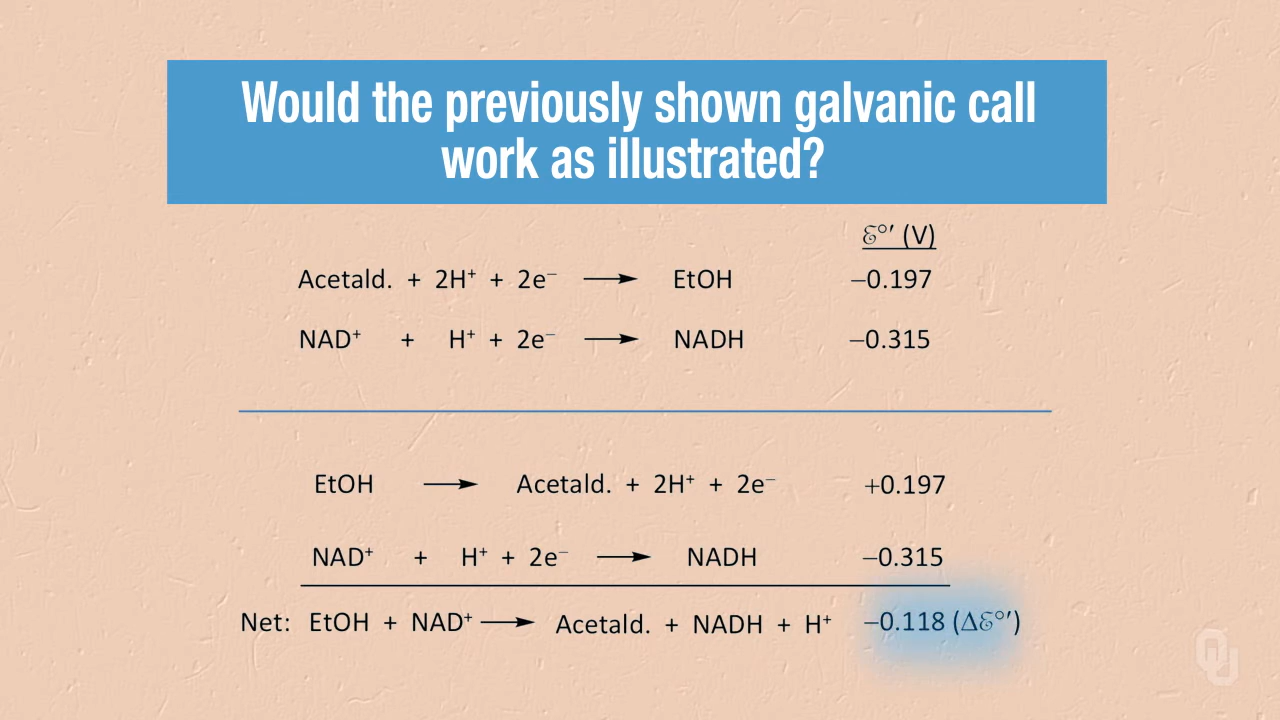 Would the previously shown galvanic call
work as illustrated?
ℰ°′ (V)
Acetald. + 2H⁺ + 2e⁻ ⟶ EtOH −0.197
NAD⁺ + H⁺ + 2e⁻ ⟶ NADH −0.315
EtOH ⟶ Acetald. + 2H⁺ + 2e⁻ +0.197
NAD⁺ + H⁺ + 2e⁻ ⟶ NADH −0.315
Net: EtOH + NAD⁺ ⟶ Acetald. + NADH + H⁺ −0.118 (Δℰ°′)
OU